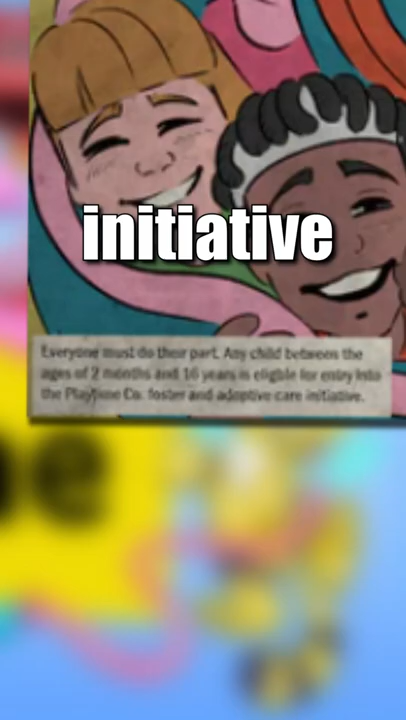 initiative
Everyone must do their part. Any child between the
ages of 2 months and 16 years is eligible for entry into
the Playtime Co. foster and adoptive care initiative.
e